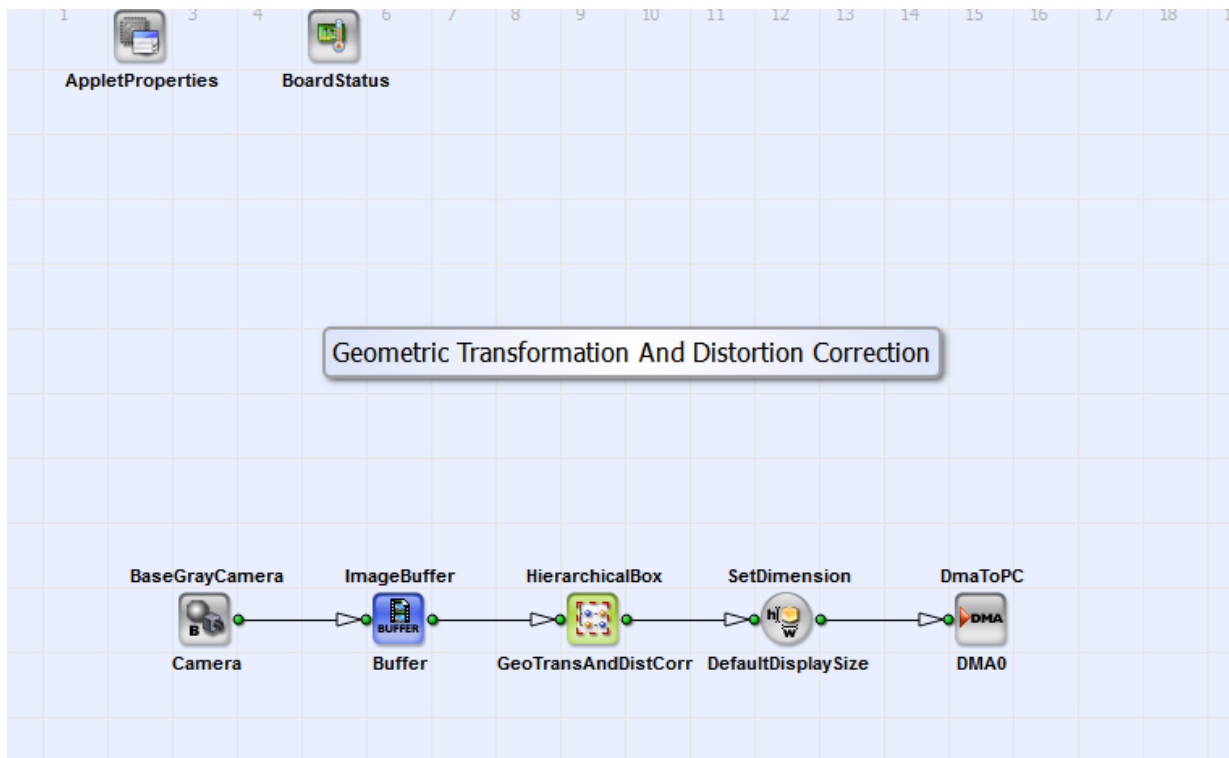 1 3 4 6 7 8 9 10 11 12 13 14 15 16 17 18
AppletProperties BoardStatus
Geometric Transformation And Distortion Correction
BaseGrayCamera ImageBuffer HierarchicalBox SetDimension DmaToPC
B BUFFER h W DMA
Camera Buffer GeoTransAndDistCorr DefaultDisplaySize DMA0